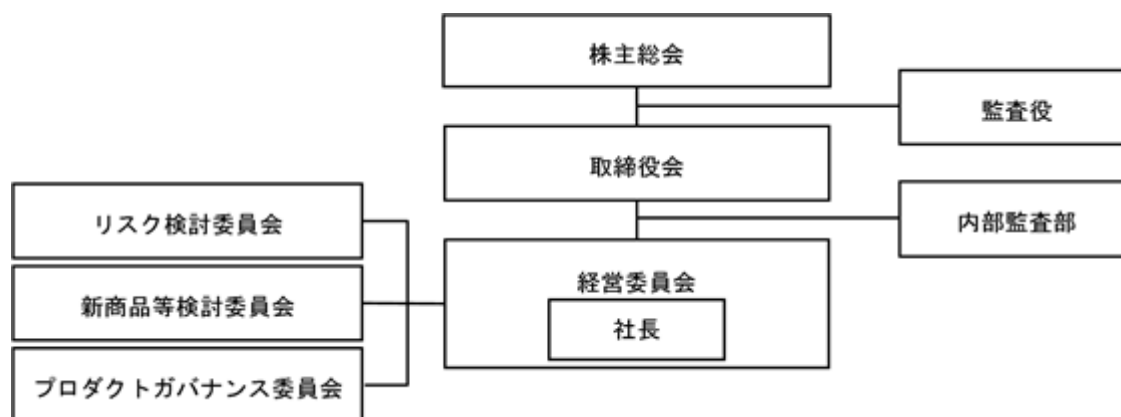 株主総会
監査役
取締役会
内部監査部
リスク検討委員会
経営委員会
新商品等検討委員会
社長
プロダクトガバナンス委員会